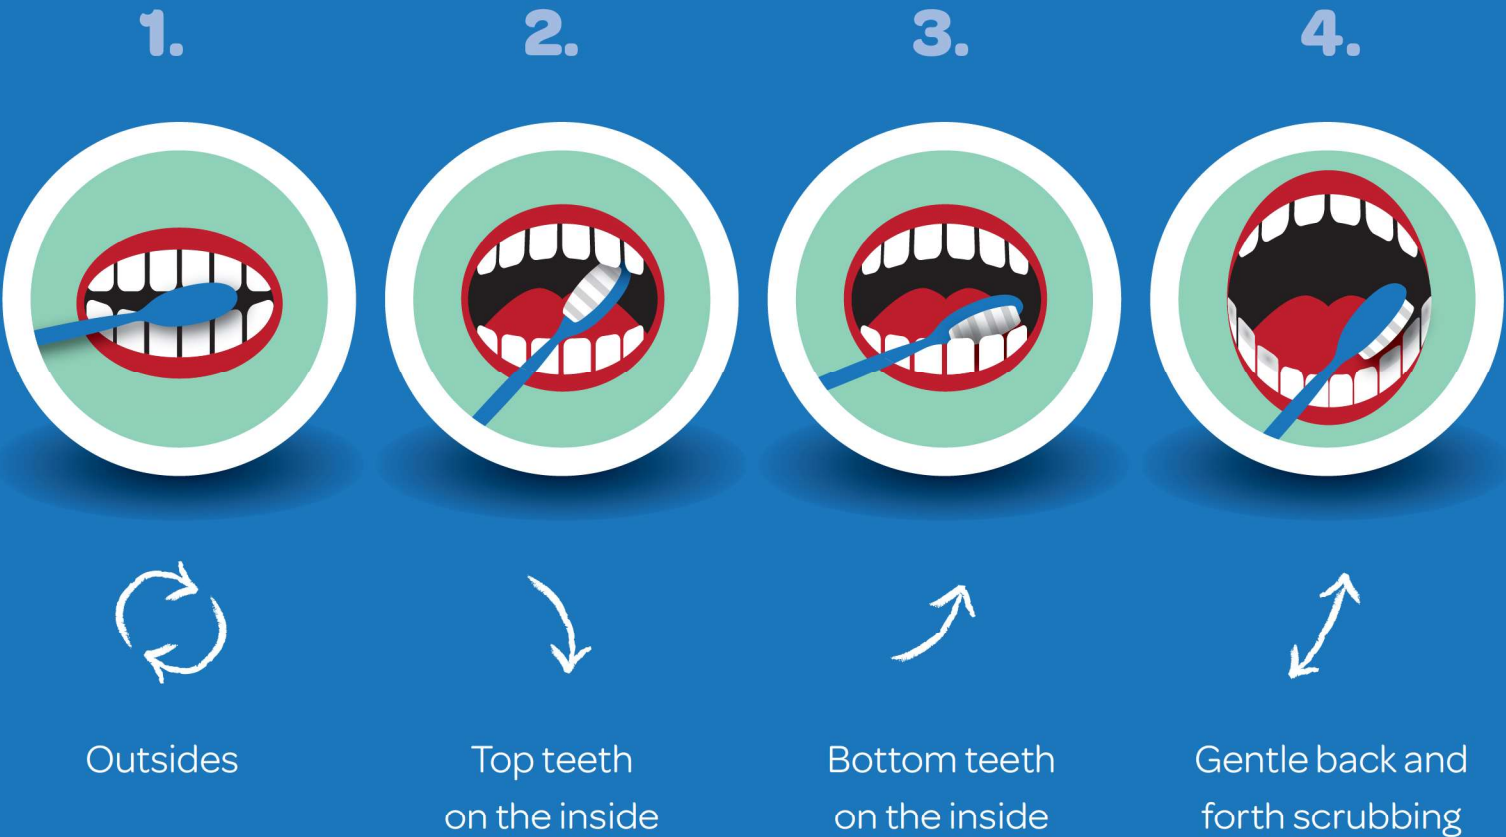 1.
2.
3.
4.
Outsides
Top teeth
on the inside
Bottom teeth
on the inside
Gentle back and
forth scrubbing